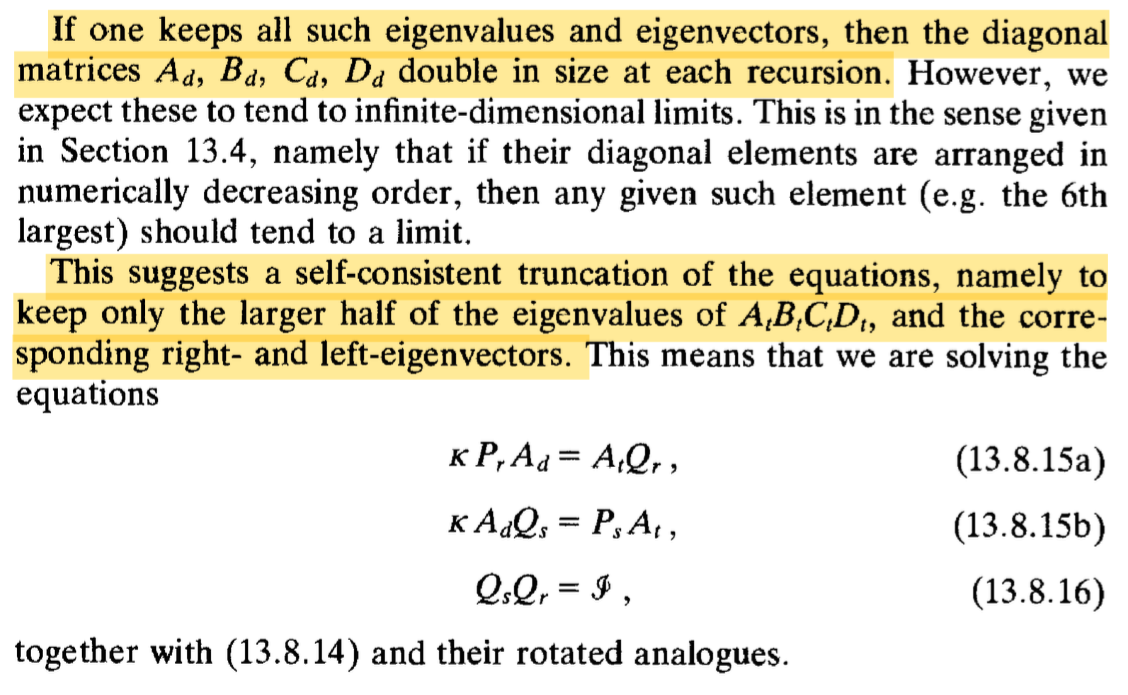 If one keeps all such eigenvalues and eigenvectors, then the diagonal
matrices A_d, B_d, C_d, D_d double in size at each recursion. However, we
expect these to tend to infinite-dimensional limits. This is in the sense given
in Section 13.4, namely that if their diagonal elements are arranged in
numerically decreasing order, then any given such element (e.g. the 6th
largest) should tend to a limit.
This suggests a self-consistent truncation of the equations, namely to
keep only the larger half of the eigenvalues of A_tB_tC_tD_t, and the corre-
sponding right- and left-eigenvectors. This means that we are solving the
equations
κ P_r A_d = A_t Q_r , (13.8.15a)
κ A_d Q_s = P_s A_t , (13.8.15b)
Q_s Q_r = ℐ , (13.8.16)
together with (13.8.14) and their rotated analogues.